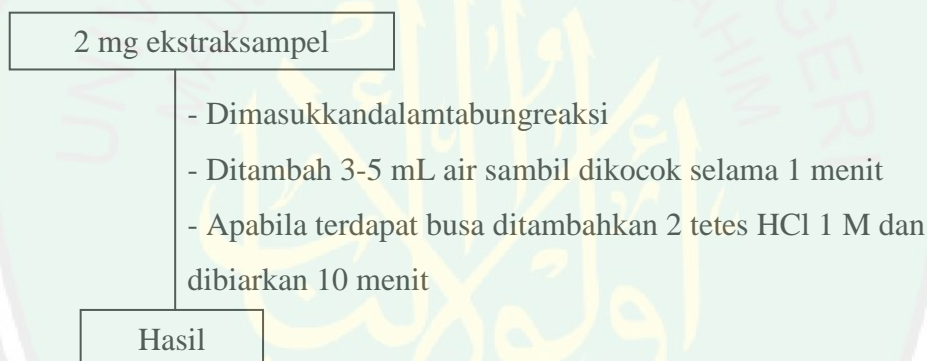 2 mg ekstraksampel
- Dimasukkandalamtabungreaksi
- Ditambah 3-5 mL air sambil dikocok selama 1 menit
- Apabila terdapat busa ditambahkan 2 tetes HCl 1 M dan
dibiarkan 10 menit
Hasil